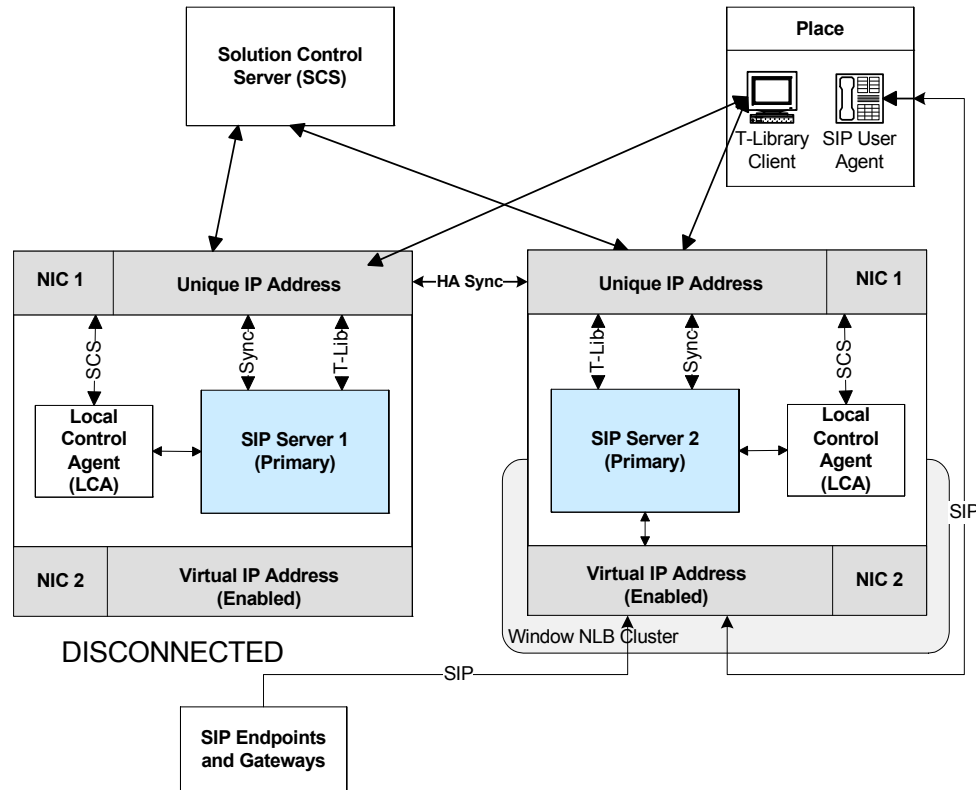 Solution Control
Server (SCS)
Place
T-Library
Client
SIP User
Agent
NIC 1
Unique IP Address
HA Sync
Unique IP Address
NIC 1
SCS
Sync
T-Lib
T-Lib
Sync
SCS
Local
Control
Agent
(LCA)
SIP Server 1
(Primary)
SIP Server 2
(Primary)
Local
Control
Agent
(LCA)
SIP
NIC 2
Virtual IP Address
(Enabled)
Virtual IP Address
(Enabled)
NIC 2
Window NLB Cluster
DISCONNECTED
SIP
SIP Endpoints
and Gateways